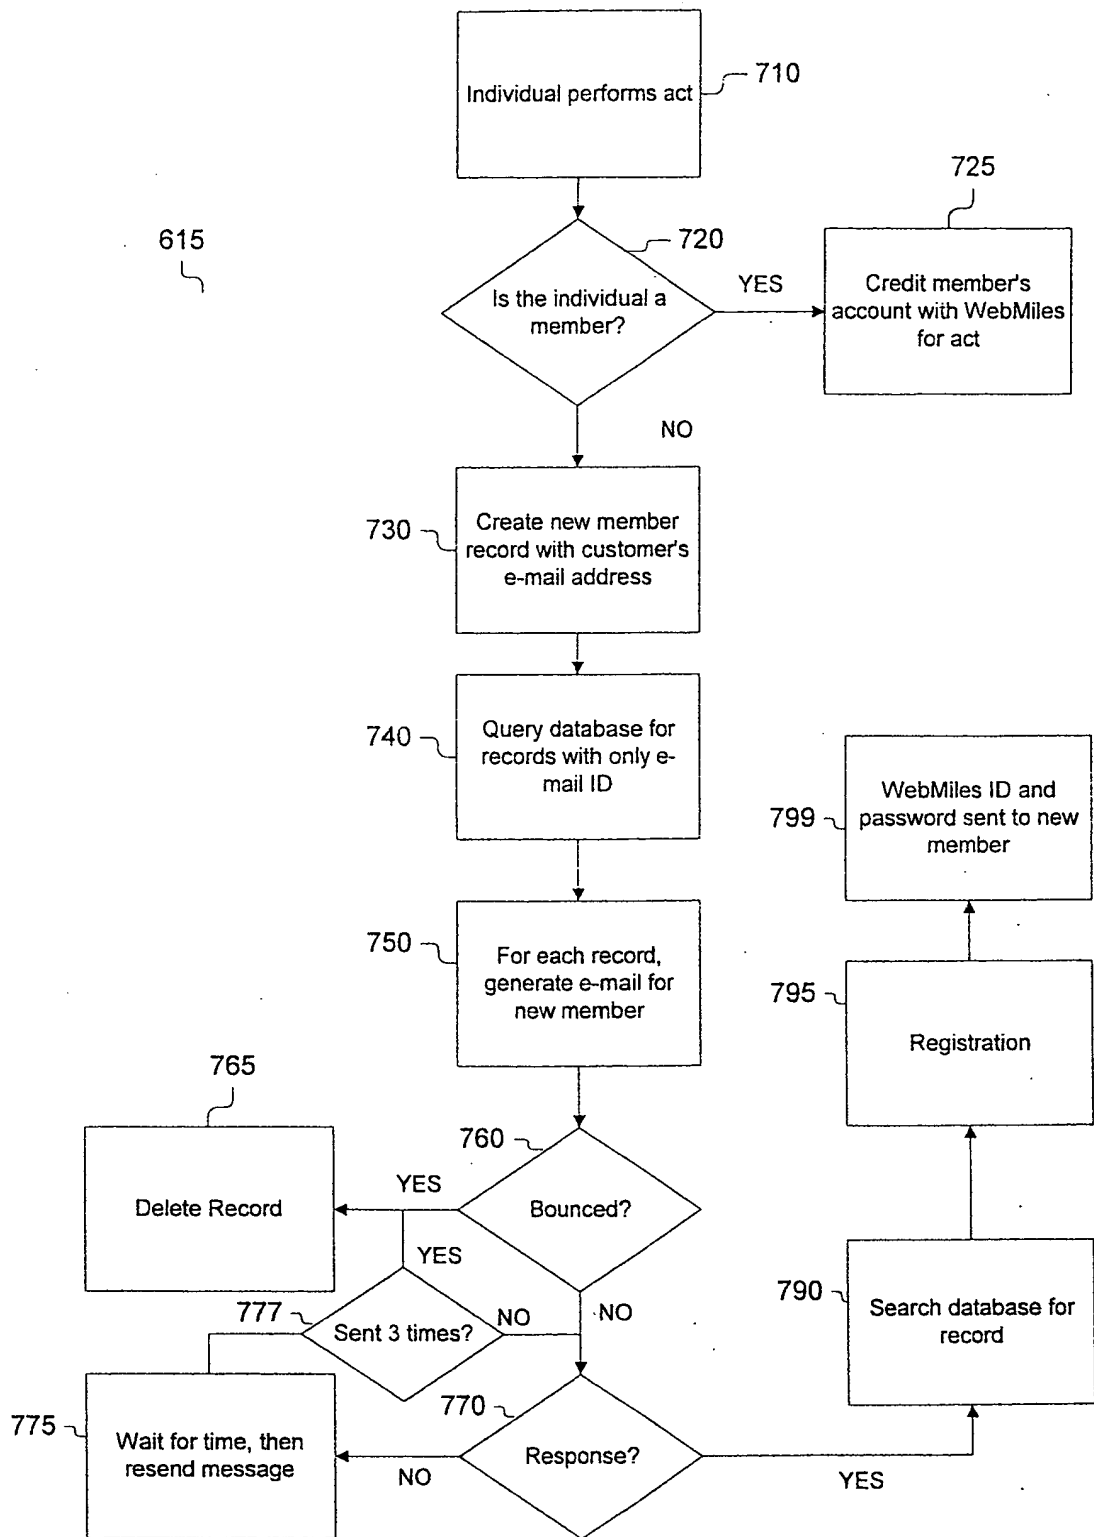 Individual performs act
710
615
720
Is the individual a
member?
YES
725
Credit member's
account with WebMiles
for act
NO
730
Create new member
record with customer's
e-mail address
740
Query database for
records with only e-
mail ID
750
For each record,
generate e-mail for
new member
799
WebMiles ID and
password sent to new
member
795
Registration
765
Delete Record
760
Bounced?
YES
YES
777
Sent 3 times?
NO
NO
790
Search database for
record
775
Wait for time, then
resend message
770
Response?
NO
YES